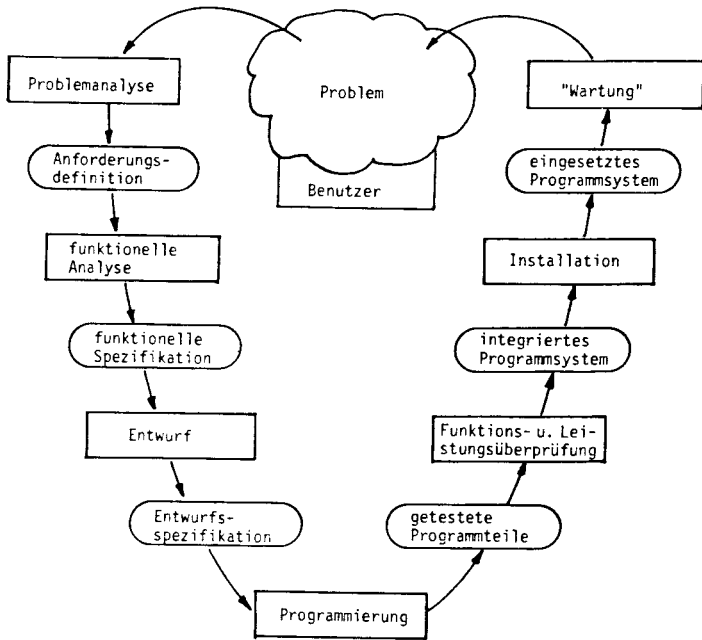 Problem
Benutzer
Problemanalyse
Anforderungs-
definition
funktionelle
Analyse
funktionelle
Spezifikation
Entwurf
Entwurfs-
spezifikation
Programmierung
getestete
Programmteile
Funktions- u. Lei-
stungsüberprüfung
integriertes
Programmsystem
Installation
eingesetztes
Programmsystem
"Wartung"